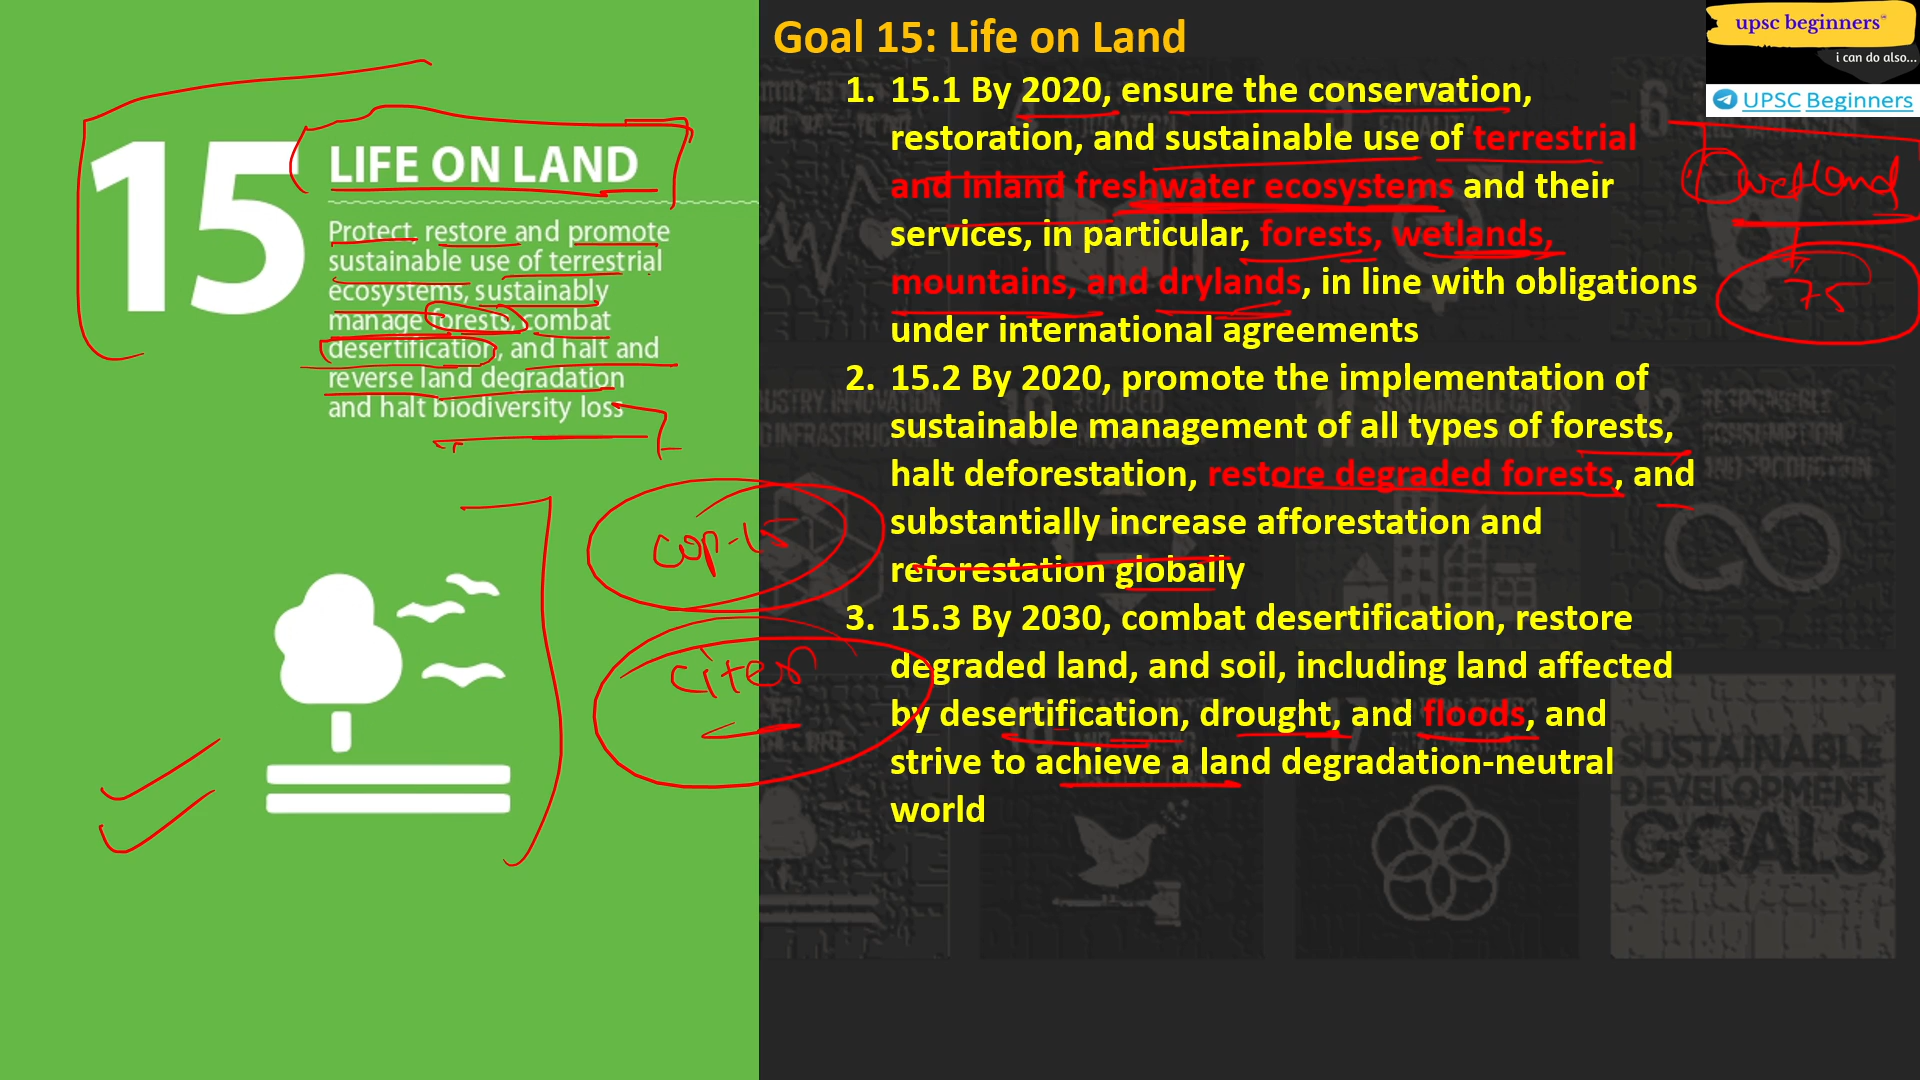 15
LIFE ON LAND
Protect, restore and promote
sustainable use of terrestrial
ecosystems, sustainably
manage forests, combat
desertification, and halt and
reverse land degradation
and halt biodiversity loss
Goal 15: Life on Land
1. 15.1 By 2020, ensure the conservation,
restoration, and sustainable use of terrestrial
and inland freshwater ecosystems and their
services, in particular, forests, wetlands,
mountains, and drylands, in line with obligations
under international agreements
2. 15.2 By 2020, promote the implementation of
sustainable management of all types of forests,
halt deforestation, restore degraded forests, and
substantially increase afforestation and
reforestation globally
3. 15.3 By 2030, combat desertification, restore
degraded land, and soil, including land affected
by desertification, drought, and floods, and
strive to achieve a land degradation-neutral
world
upsc beginners
i can do also...
UPSC Beginners
wetland
75
COP-15
cites
SUSTAINABLE
DEVELOPMENT
GOALS